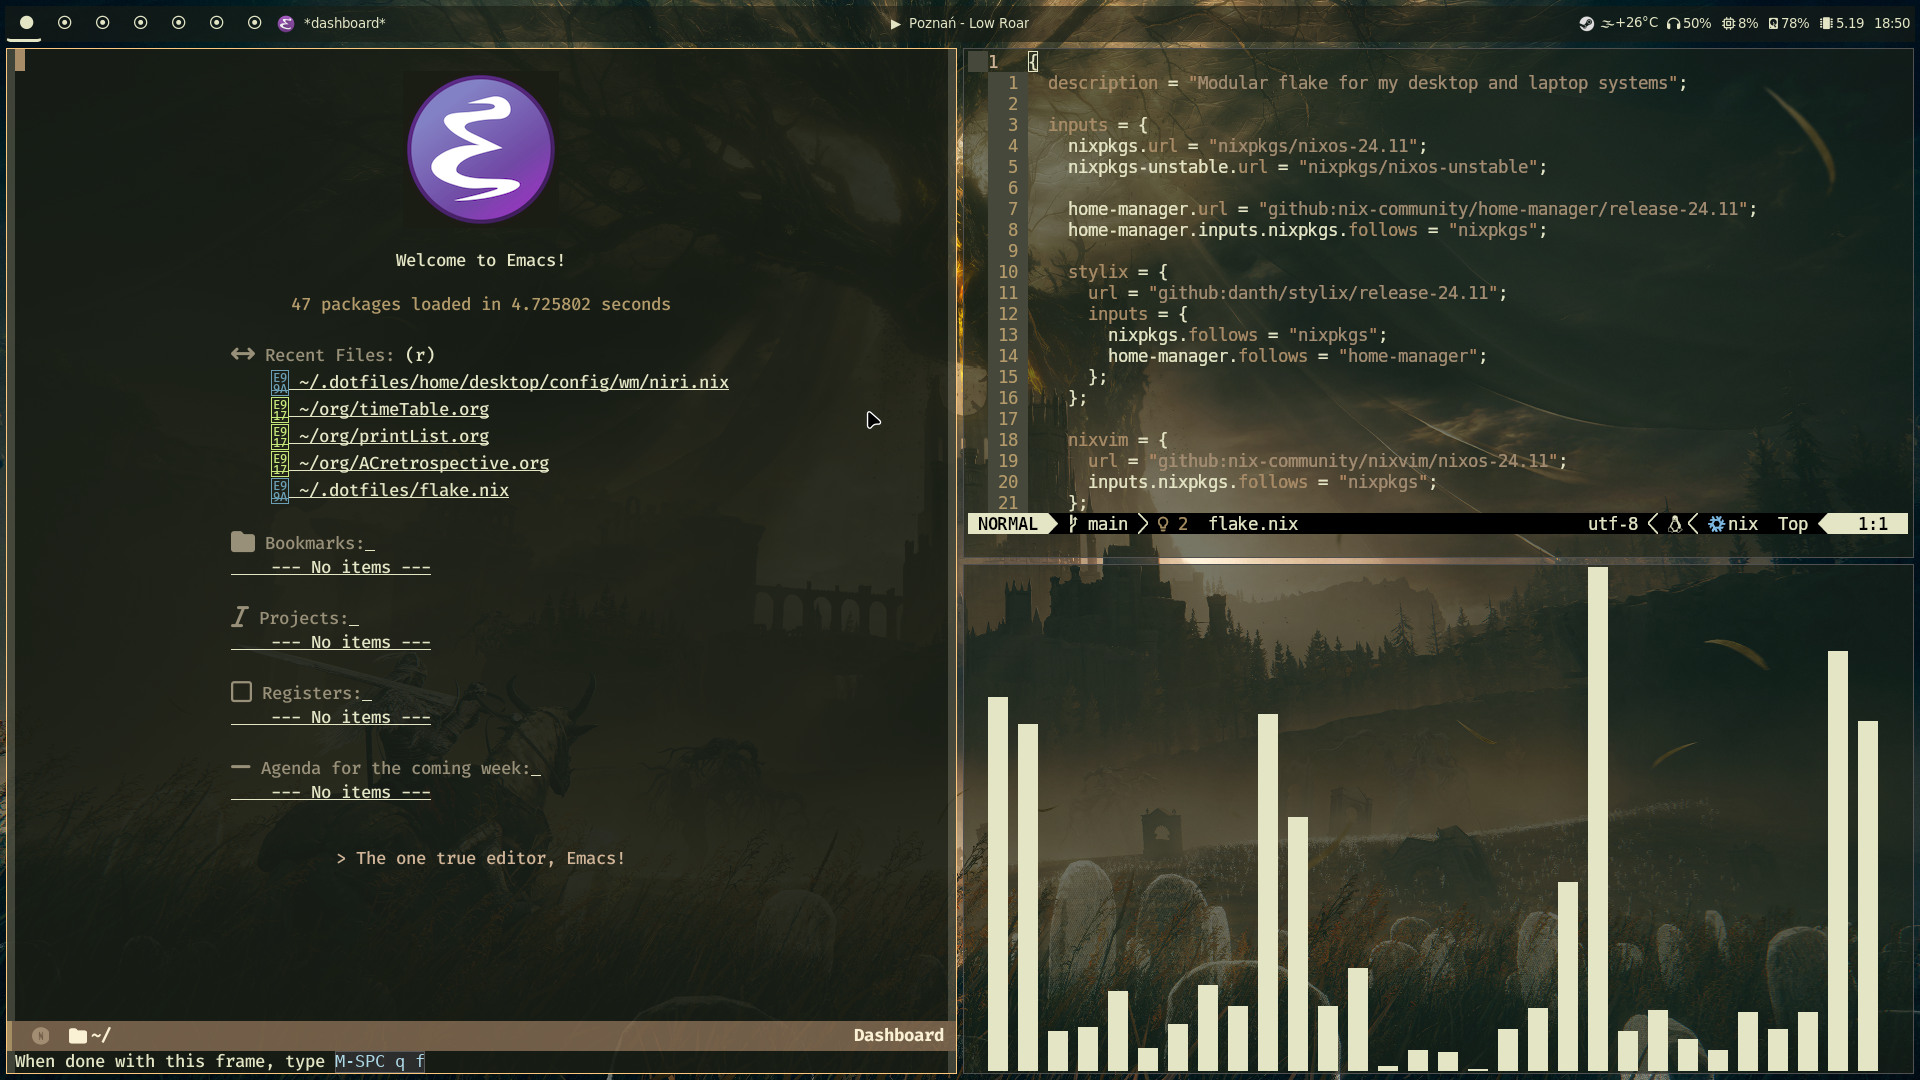 *dashboard*
▶ Poznań - Low Roar
+26°C 50% 8% 78% 5.19 18:50
Welcome to Emacs!
47 packages loaded in 4.725802 seconds
Recent Files: (r)
E99A ~/.dotfiles/home/desktop/config/wm/niri.nix
E917 ~/org/timeTable.org
E917 ~/org/printList.org
E917 ~/org/ACretrospective.org
E99A ~/.dotfiles/flake.nix
Bookmarks:_
--- No items ---
Projects:_
--- No items ---
Registers:_
--- No items ---
Agenda for the coming week:_
--- No items ---
> The one true editor, Emacs!
N ~/ Dashboard
When done with this frame, type M-SPC q f
1 {
1 description = "Modular flake for my desktop and laptop systems";
2
3 inputs = {
4 nixpkgs.url = "nixpkgs/nixos-24.11";
5 nixpkgs-unstable.url = "nixpkgs/nixos-unstable";
6
7 home-manager.url = "github:nix-community/home-manager/release-24.11";
8 home-manager.inputs.nixpkgs.follows = "nixpkgs";
9
10 stylix = {
11 url = "github:danth/stylix/release-24.11";
12 inputs = {
13 nixpkgs.follows = "nixpkgs";
14 home-manager.follows = "home-manager";
15 };
16 };
17
18 nixvim = {
19 url = "github:nix-community/nixvim/nixos-24.11";
20 inputs.nixpkgs.follows = "nixpkgs";
21 };
NORMAL main 2 flake.nix utf-8 nix Top 1:1